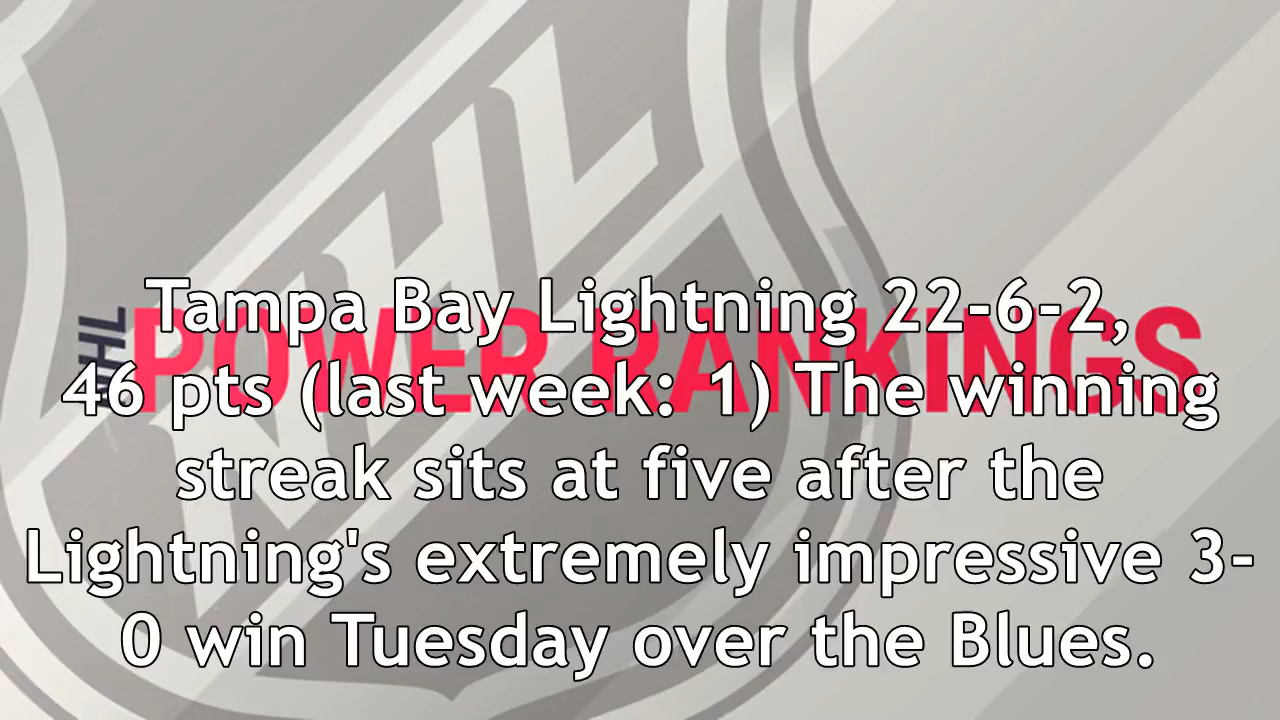 NHL
NHL POWER RANKINGS
Tampa Bay Lightning 22-6-2,
46 pts (last week: 1) The winning
streak sits at five after the
Lightning's extremely impressive 3-
0 win Tuesday over the Blues.